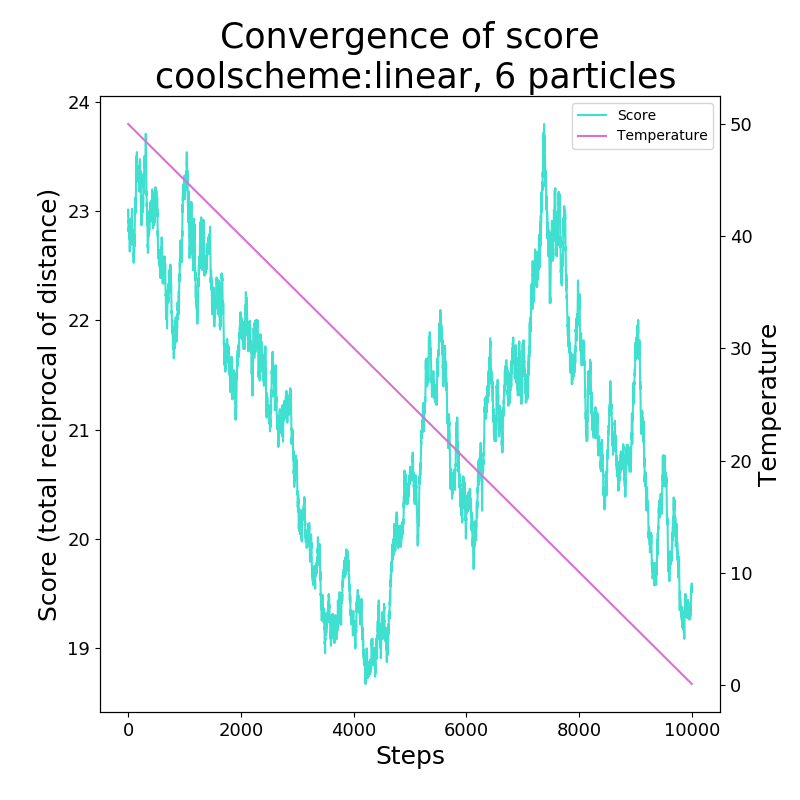 Convergence of score
coolscheme:linear, 6 particles
Score
Temperature
24
23
22
21
20
19
Score (total reciprocal of distance)
50
40
30
20
10
0
Temperature
0 2000 4000 6000 8000 10000
Steps